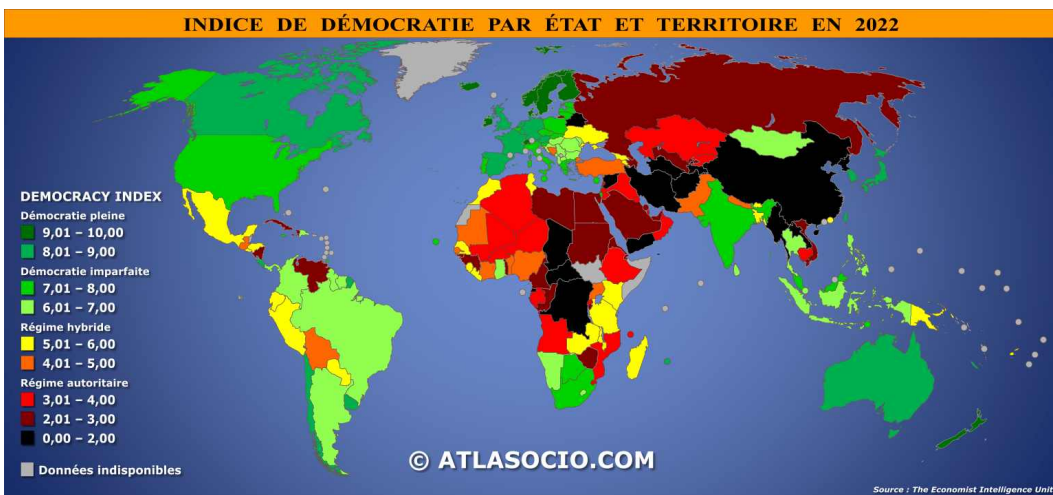 INDICE DE DÉMOCRATIE PAR ÉTAT ET TERRITOIRE EN 2022
DEMOCRACY INDEX
Démocratie pleine
9,01 – 10,00
8,01 – 9,00
Démocratie imparfaite
7,01 – 8,00
6,01 – 7,00
Régime hybride
5,01 – 6,00
4,01 – 5,00
Régime autoritaire
3,01 – 4,00
2,01 – 3,00
0,00 – 2,00
Données indisponibles
© ATLASOCIO.COM
Source : The Economist Intelligence Unit